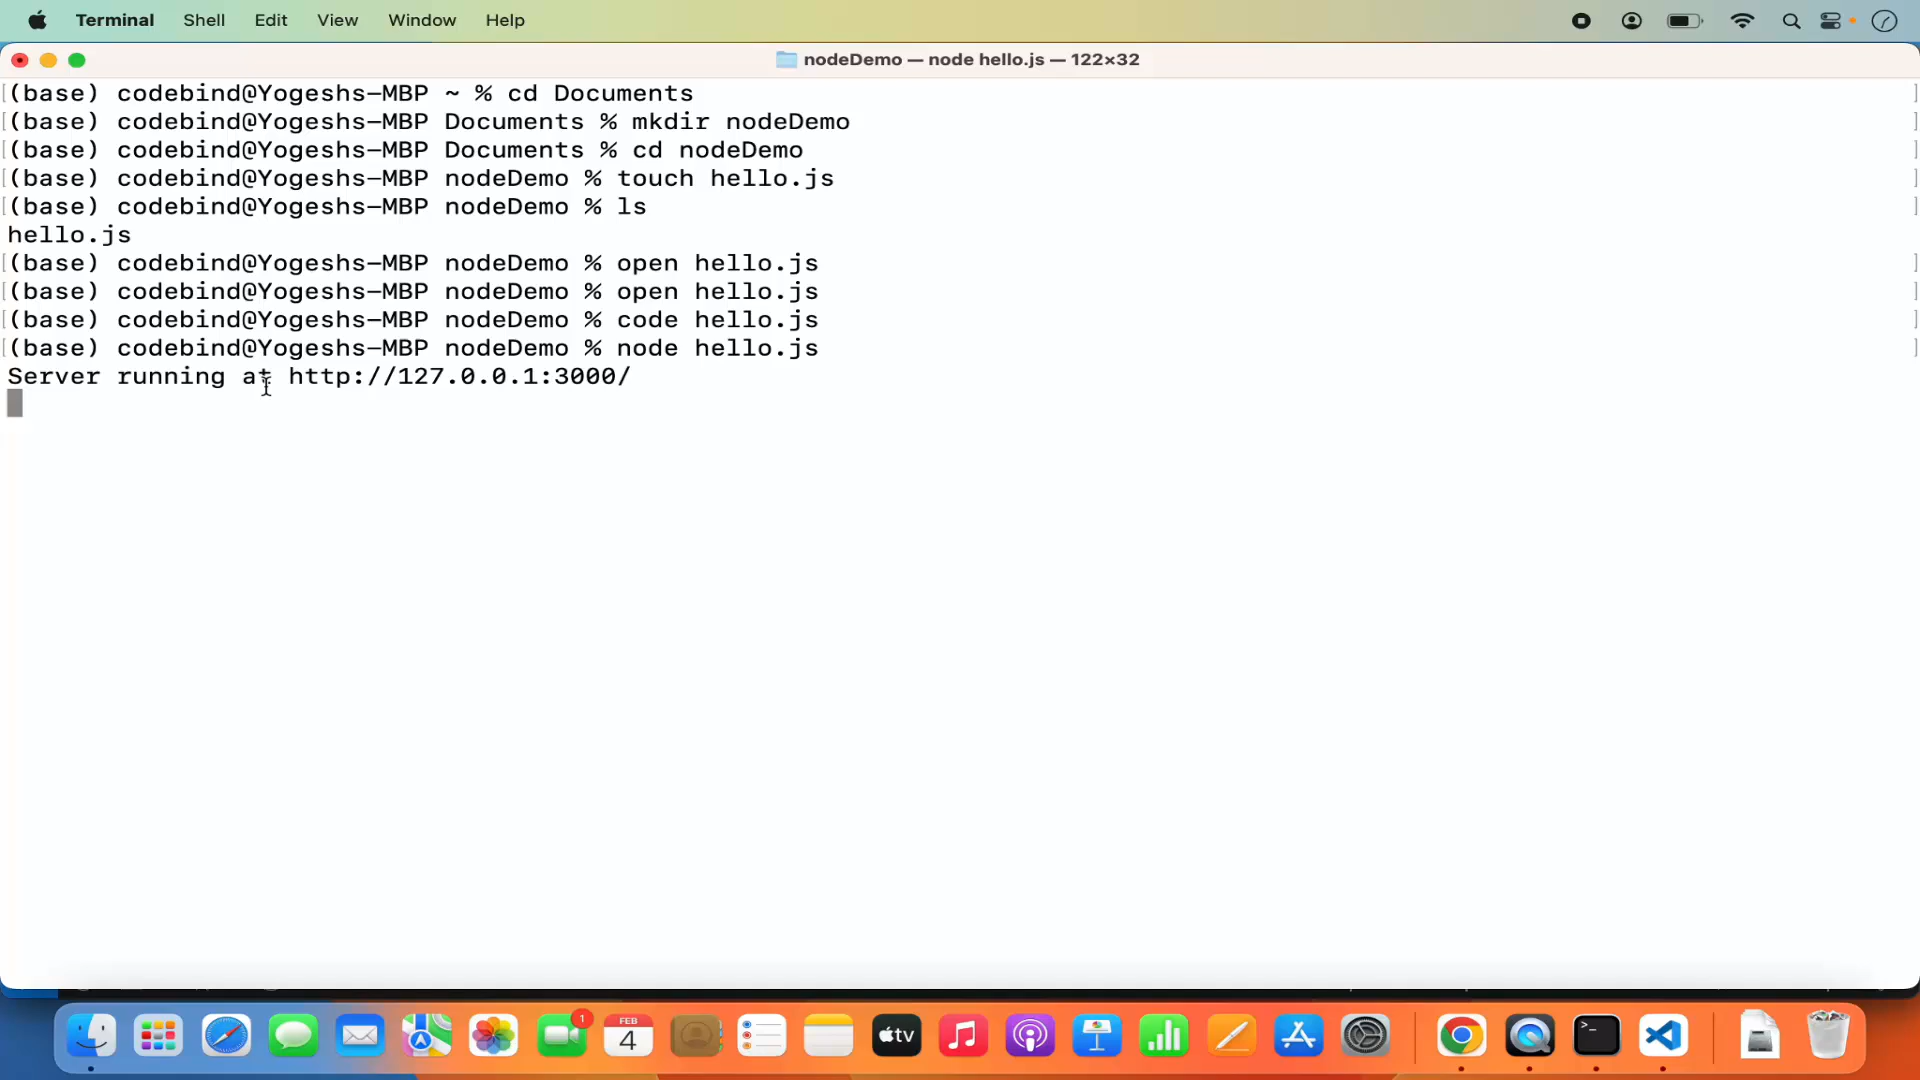 Terminal Shell Edit View Window Help
nodeDemo — node hello.js — 122×32
(base) codebind@Yogeshs-MBP ~ % cd Documents
(base) codebind@Yogeshs-MBP Documents % mkdir nodeDemo
(base) codebind@Yogeshs-MBP Documents % cd nodeDemo
(base) codebind@Yogeshs-MBP nodeDemo % touch hello.js
(base) codebind@Yogeshs-MBP nodeDemo % ls
hello.js
(base) codebind@Yogeshs-MBP nodeDemo % open hello.js
(base) codebind@Yogeshs-MBP nodeDemo % open hello.js
(base) codebind@Yogeshs-MBP nodeDemo % code hello.js
(base) codebind@Yogeshs-MBP nodeDemo % node hello.js
Server running at http://127.0.0.1:3000/
1
FEB
4
tv
>_